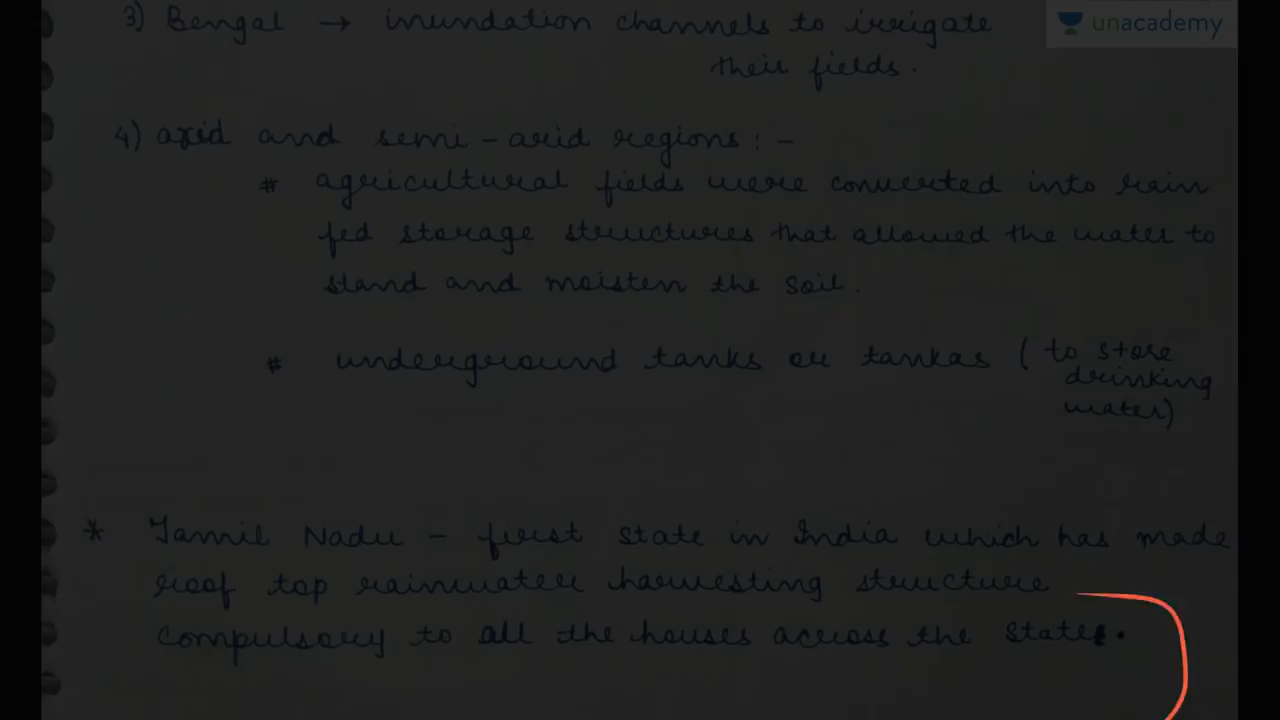 3) Bengal → inundation channels to irrigate
their fields.
unacademy
4) arid and semi-arid regions:-
# agricultural fields were converted into rain
fed storage structures that allowed the water to
stand and moisten the soil.
# underground tanks or tankas (to store
drinking
water)
* Tamil Nadu - first state in India which has made
roof top rainwater harvesting structure
compulsory to all the houses across the state.